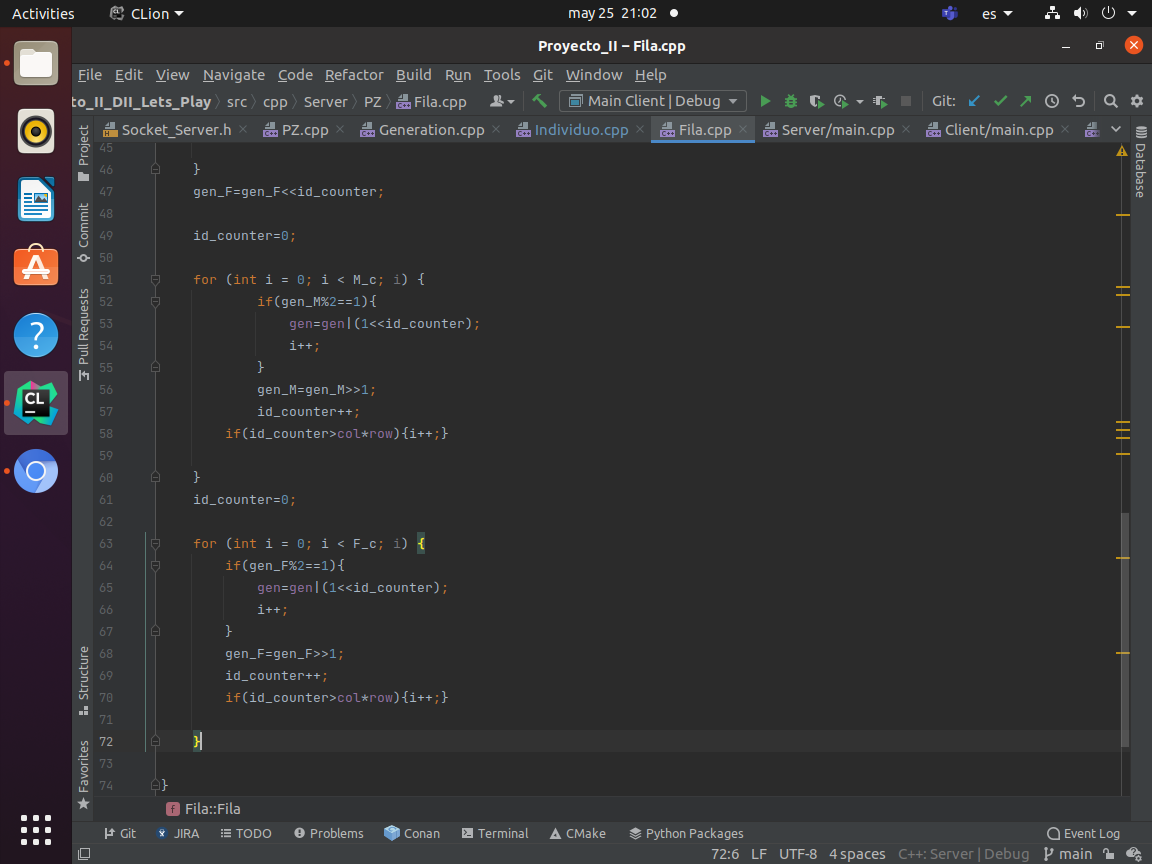 Activities CLion may 25 21:02 es
Proyecto_II – Fila.cpp
File Edit View Navigate Code Refactor Build Run Tools Git Window Help
to_II_DII_Lets_Play src cpp Server PZ Fila.cpp Main Client | Debug Git:
Socket_Server.h PZ.cpp Generation.cpp Individuo.cpp Fila.cpp Server/main.cpp Client/main.cpp
Project
Commit
Pull Requests
Structure
Favorites
Database
45
46 }
47 gen_F=gen_F<<id_counter;
48
49 id_counter=0;
50
51 for (int i = 0; i < M_c; i) {
52 if(gen_M%2==1){
53 gen=gen|(1<<id_counter);
54 i++;
55 }
56 gen_M=gen_M>>1;
57 id_counter++;
58 if(id_counter>col*row){i++;}
59
60 }
61 id_counter=0;
62
63 for (int i = 0; i < F_c; i) {
64 if(gen_F%2==1){
65 gen=gen|(1<<id_counter);
66 i++;
67 }
68 gen_F=gen_F>>1;
69 id_counter++;
70 if(id_counter>col*row){i++;}
71
72 }
73
74 }
f Fila::Fila
Git JIRA TODO Problems Conan Terminal CMake Python Packages Event Log
72:6 LF UTF-8 4 spaces C++: Server | Debug main